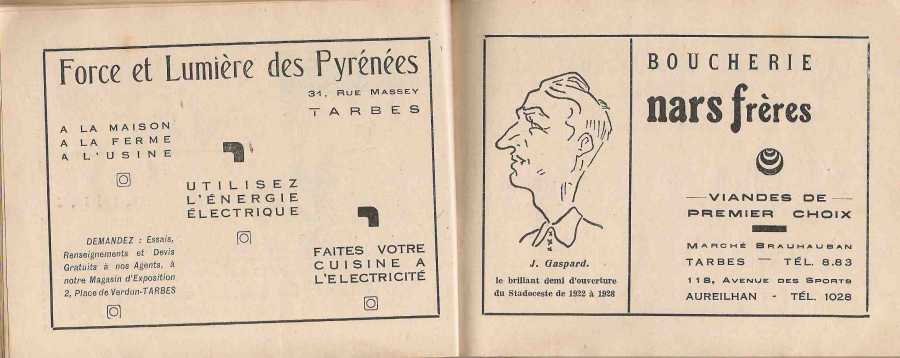 Force et Lumière des Pyrénées
31, RUE MASSEY
TARBES
A LA MAISON
A LA FERME
A L'USINE
UTILISEZ
L'ÉNERGIE
ÉLECTRIQUE
DEMANDEZ : Essais,
Renseignements et Devis
Gratuits à nos Agents, à
notre Magasin d'Exposition
2, Place de Verdun-TARBES
FAITES VOTRE
CUISINE A
L'ELECTRICITÉ
J. Gaspard.
le brillant demi d'ouverture
du Stadoceste de 1922 à 1928
BOUCHERIE
nars frères
VIANDES DE
PREMIER CHOIX
MARCHÉ BRAUHAUBAN
TARBES — TÉL. 8.83
118, AVENUE DES SPORTS
AUREILHAN - TÉL. 1028